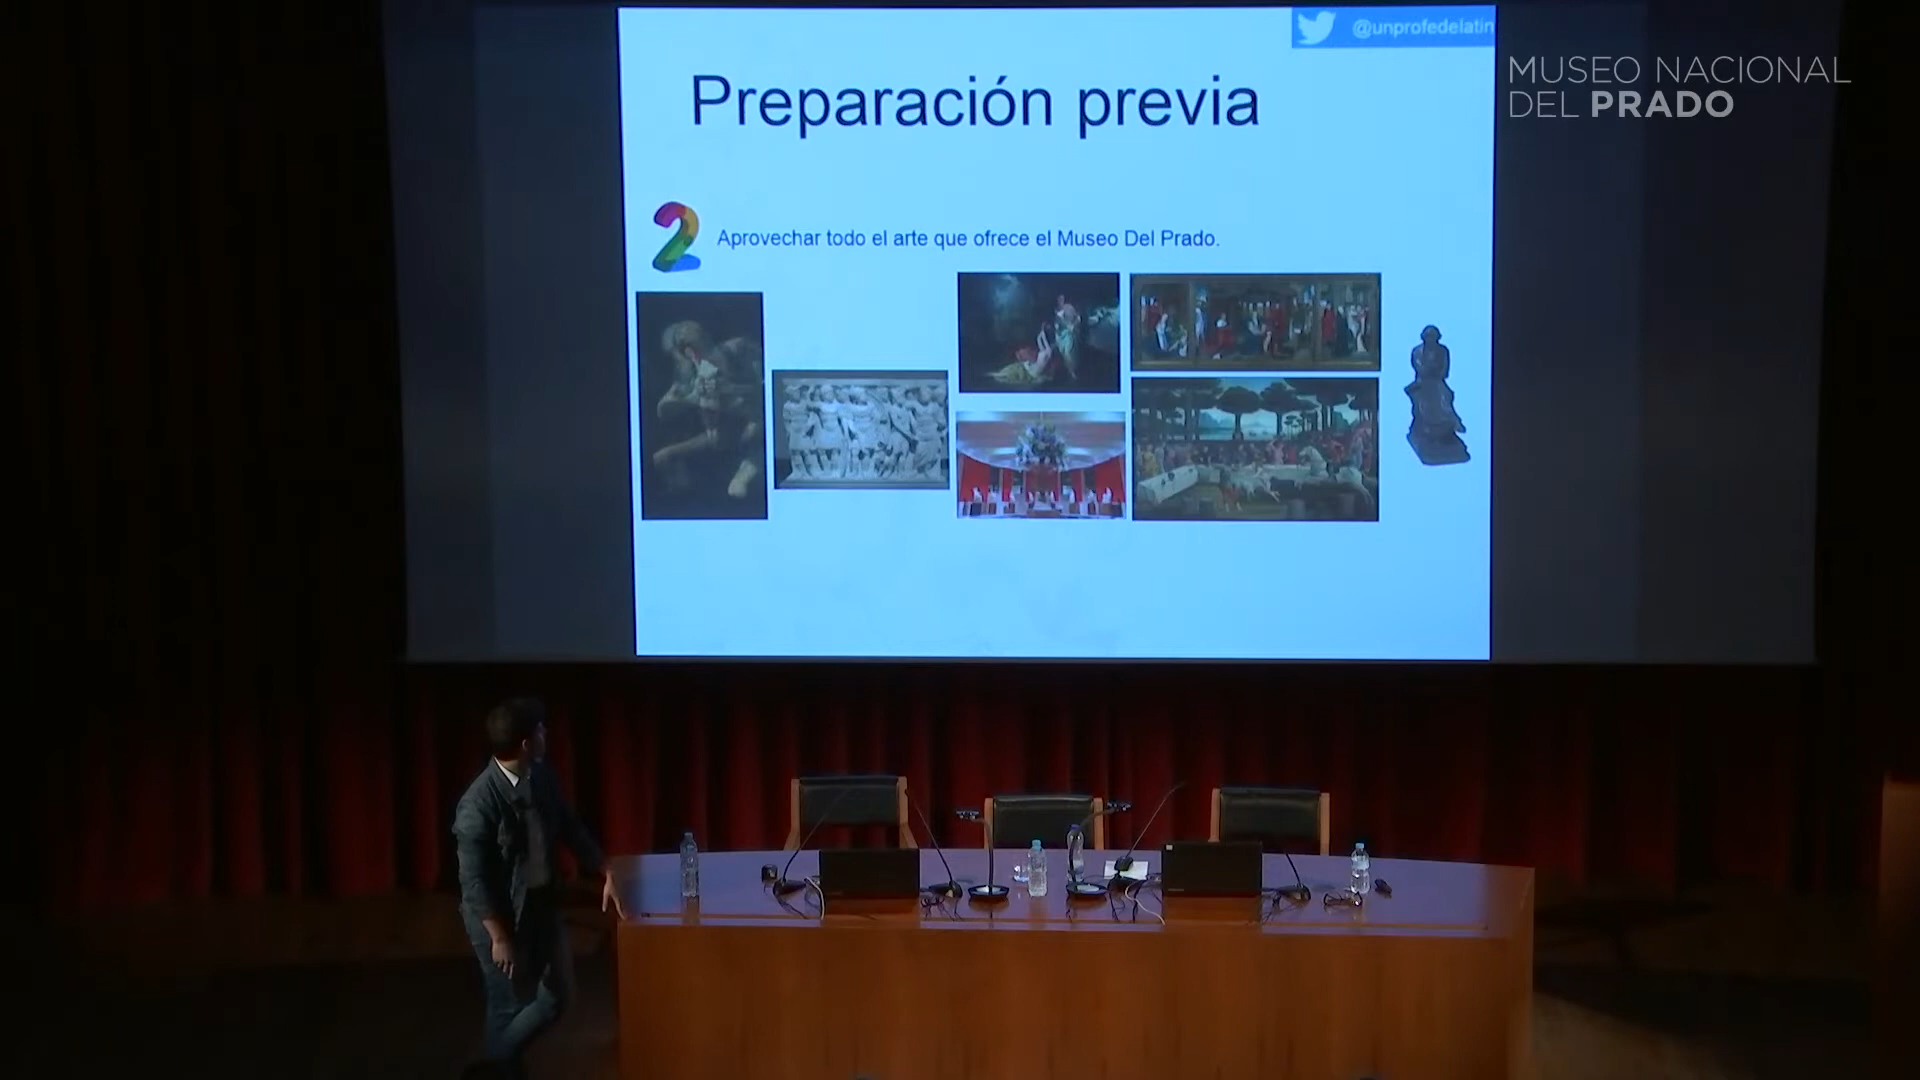 @unprofedelatin
MUSEO NACIONAL
DEL PRADO
Preparación previa
2
Aprovechar todo el arte que ofrece el Museo Del Prado.